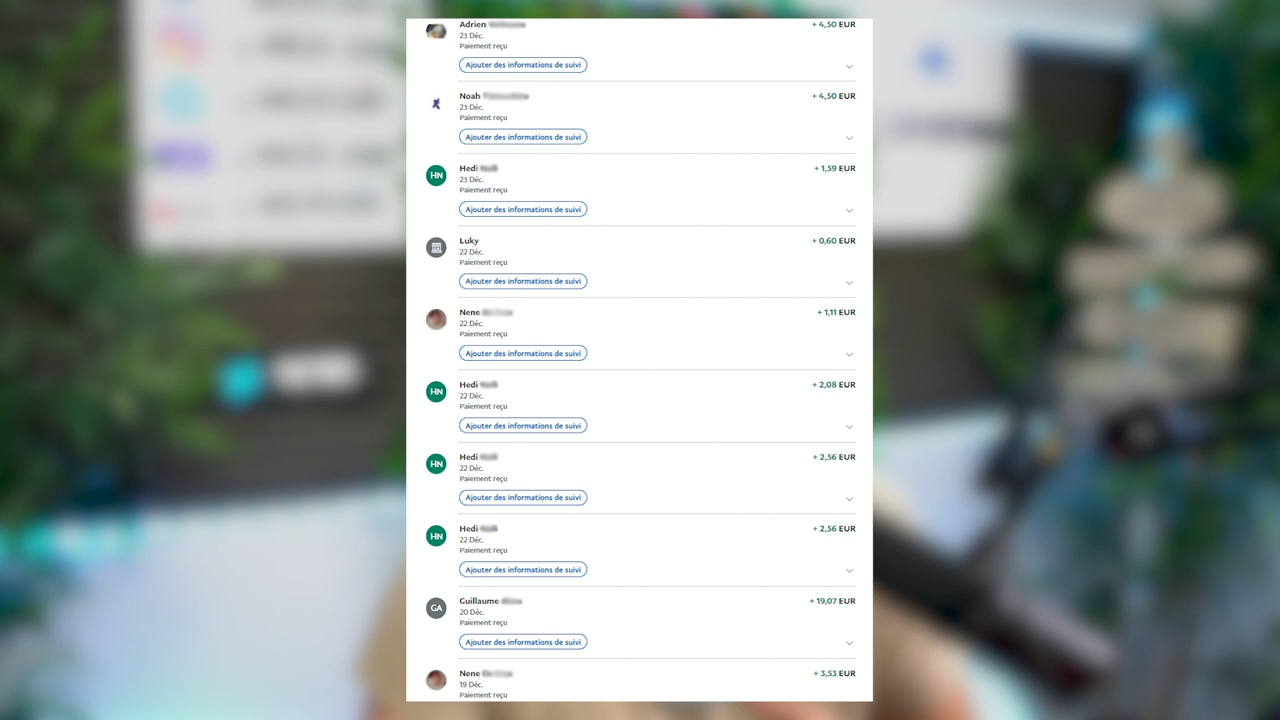 Adrien
+ 4,50 EUR
23 Déc.
Paiement reçu
Ajouter des informations de suivi
Noah
+ 4,50 EUR
23 Déc.
Paiement reçu
Ajouter des informations de suivi
HN
Hedi
+ 1,59 EUR
23 Déc.
Paiement reçu
Ajouter des informations de suivi
Luky
+ 0,60 EUR
22 Déc.
Paiement reçu
Ajouter des informations de suivi
Nene
+ 1,11 EUR
22 Déc.
Paiement reçu
Ajouter des informations de suivi
HN
Hedi
+ 2,08 EUR
22 Déc.
Paiement reçu
Ajouter des informations de suivi
HN
Hedi
+ 2,56 EUR
22 Déc.
Paiement reçu
Ajouter des informations de suivi
HN
Hedi
+ 2,56 EUR
22 Déc.
Paiement reçu
Ajouter des informations de suivi
GA
Guillaume
+ 19,07 EUR
20 Déc.
Paiement reçu
Ajouter des informations de suivi
Nene
+ 3,53 EUR
19 Déc.
Paiement reçu